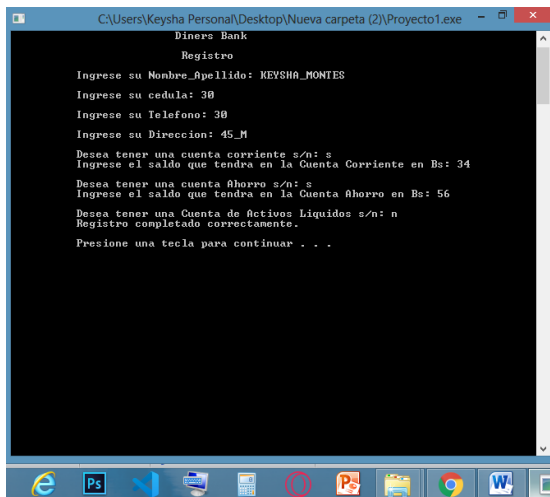 C:\Users\Keysha Personal\Desktop\Nueva carpeta (2)\Proyecto1.exe
Diners Bank
Registro
Ingrese su Nombre_Apellido: KEYSHA_MONTES
Ingrese su cedula: 30
Ingrese su Telefono: 30
Ingrese su Direccion: 45_M
Desea tener una cuenta corriente s/n: s
Ingrese el saldo que tendra en la Cuenta Corriente en Bs: 34
Desea tener una cuenta Ahorro s/n: s
Ingrese el saldo que tendra en la Cuenta Ahorro en Bs: 56
Desea tener una Cuenta de Activos Liquidos s/n: n
Registro completado correctamente.
Presione una tecla para continuar . . .
Ps
P
W